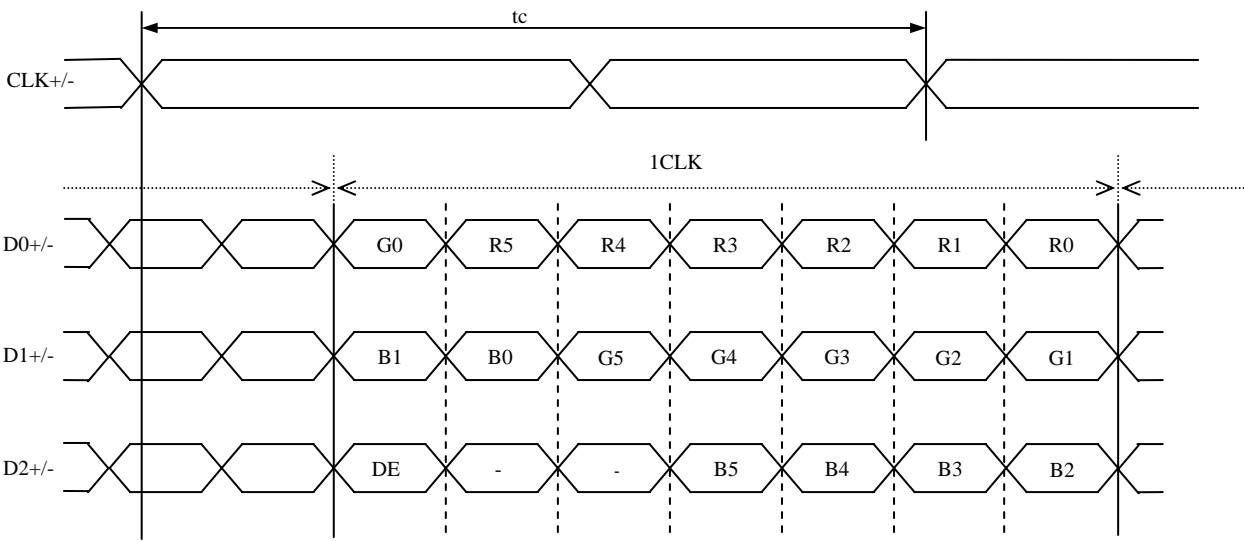 tc
CLK+/-
1CLK
D0+/- G0 R5 R4 R3 R2 R1 R0
D1+/- B1 B0 G5 G4 G3 G2 G1
D2+/- DE - - B5 B4 B3 B2